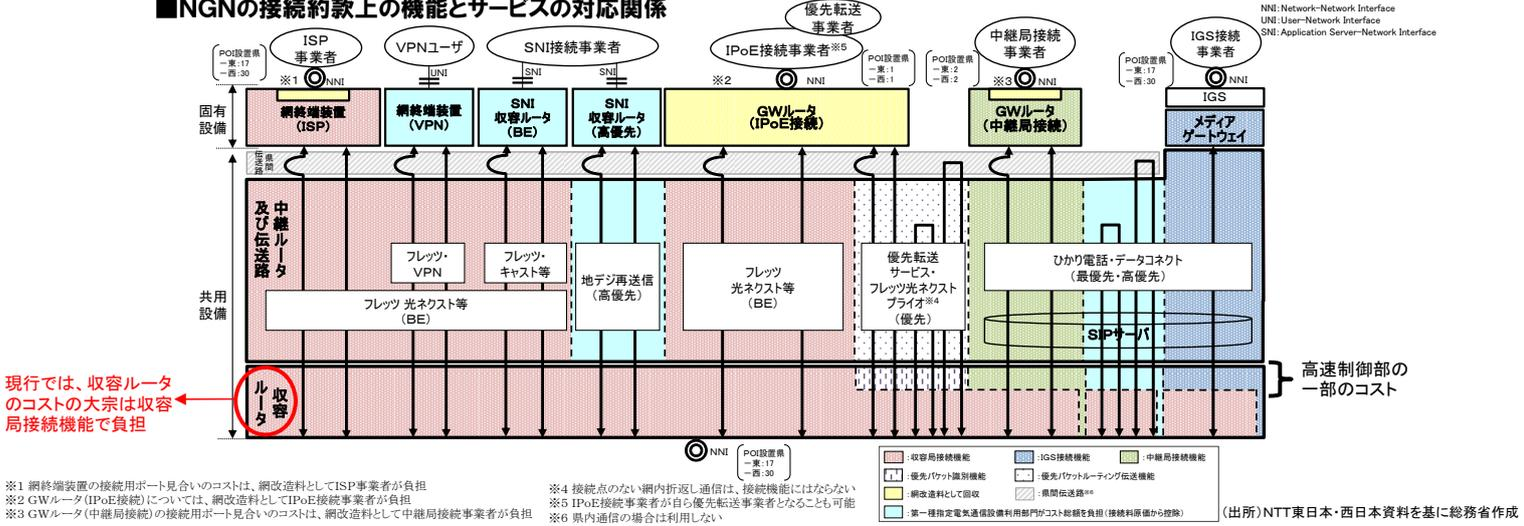 ■NGNの接続約款上の機能とサービスの対応関係
NNI：Network-Network Interface
UNI：User-Network Interface
SNI：Application Server-Network Interface
POI設置県
－東：17
－西：30
ISP
事業者
※1
NNI
VPNユーザ
UNI
SNI接続事業者
SNI
SNI
優先転送
事業者
IPoE接続事業者※5
※2
NNI
POI設置県
－東：1
－西：1
POI設置県
－東：2
－西：2
中継局接続
事業者
※3
NNI
POI設置県
－東：17
－西：30
IGS接続
事業者
NNI
固有
設備
網終端装置
（ISP）
網終端装置
（VPN）
SNI
収容ルータ
（BE）
SNI
収容ルータ
（高優先）
GWルータ
（IPoE接続）
GWルータ
（中継局接続）
IGS
メディア
ゲートウェイ
県間
伝送路
共用
設備
中継ルータ
及び伝送路
フレッツ・
VPN
フレッツ・
キャスト等
フレッツ 光ネクスト等
（BE）
地デジ再送信
（高優先）
フレッツ
光ネクスト等
（BE）
優先転送
サービス・
フレッツ光ネクスト
プライオ※4
（優先）
ひかり電話・データコネクト
（最優先・高優先）
SIPサーバ
収容
ルータ
現行では、収容ルータ
のコストの大宗は収容
局接続機能で負担
高速制御部の
一部のコスト
NNI
POI設置県
－東：17
－西：30
：収容局接続機能
：IGS接続機能
：中継局接続機能
：優先パケット識別機能
：優先パケットルーティング伝送機能
：網改造料として回収
：県間伝送路※6
：第一種指定電気通信設備利用部門がコスト総額を負担（接続料原価から控除）
※1 網終端装置の接続用ポート見合いのコストは、網改造料としてISP事業者が負担
※2 GWルータ(IPoE接続)については、網改造料としてIPoE接続事業者が負担
※3 GWルータ(中継局接続)の接続用ポート見合いのコストは、網改造料として中継局接続事業者が負担
※4 接続点のない網内折返し通信は、接続機能にはならない
※5 IPoE接続事業者が自ら優先転送事業者となることも可能
※6 県内通信の場合は利用しない
（出所）NTT東日本・西日本資料を基に総務省作成